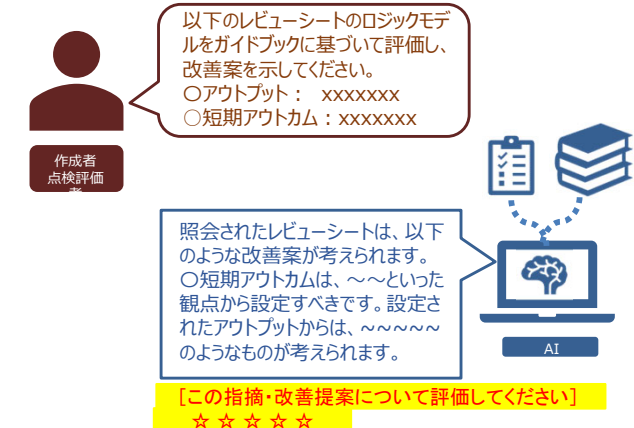 以下のレビューシートのロジックモデ
ルをガイドブックに基づいて評価し、
改善案を示してください。
〇アウトプット： xxxxxxx
○短期アウトカム：xxxxxxx
作成者
点検評価
者
照会されたレビューシートは、以下
のような改善案が考えられます。
〇短期アウトカムは、～～といった
観点から設定すべきです。設定さ
れたアウトプットからは、~~~~~
のようなものが考えられます。
AI
[この指摘・改善提案について評価してください]
☆ ☆ ☆ ☆ ☆